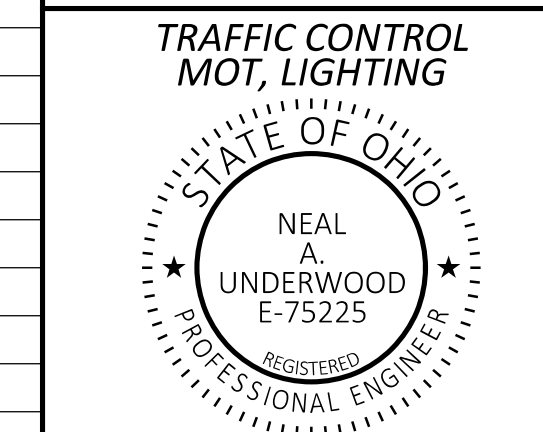 TRAFFIC CONTROL
MOT, LIGHTING
STATE OF OHIO
NEAL
A.
UNDERWOOD
E-75225
REGISTERED
PROFESSIONAL ENGINEER